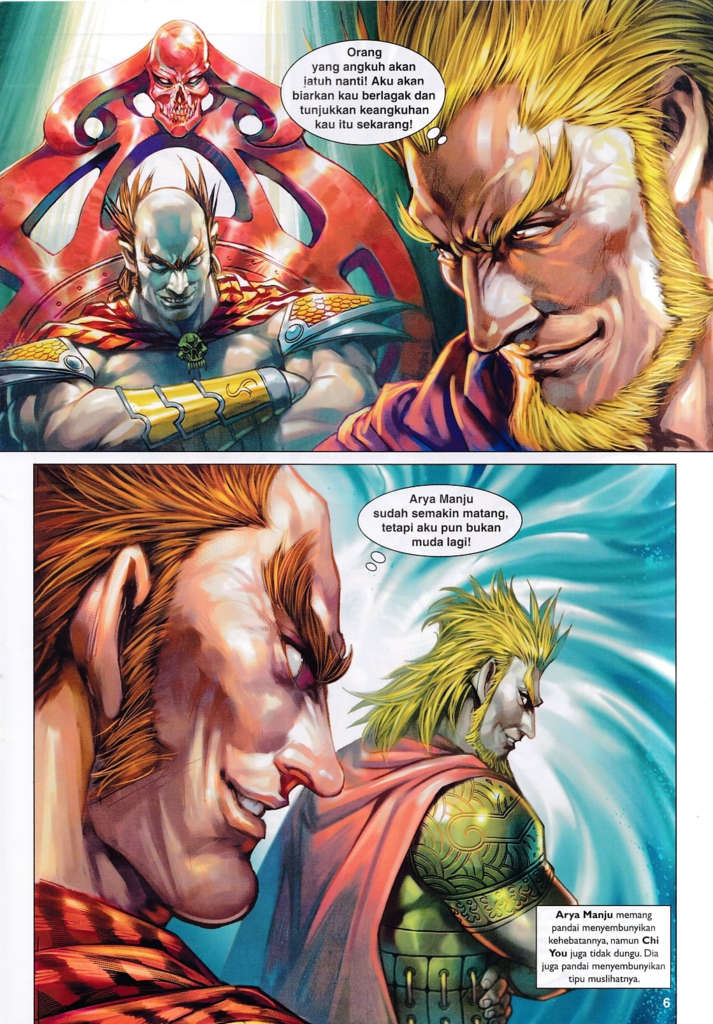 Orang
yang angkuh akan
jatuh nanti! Aku akan
biarkan kau berlagak dan
tunjukkan keangkuhan
kau itu sekarang!
Arya Manju
sudah semakin matang,
tetapi aku pun bukan
muda lagi!
Arya Manju memang
pandai menyembunyikan
kehebatannya, namun Chi
You juga tidak dungu. Dia
juga pandai menyembunyikan
tipu muslihatnya.
6